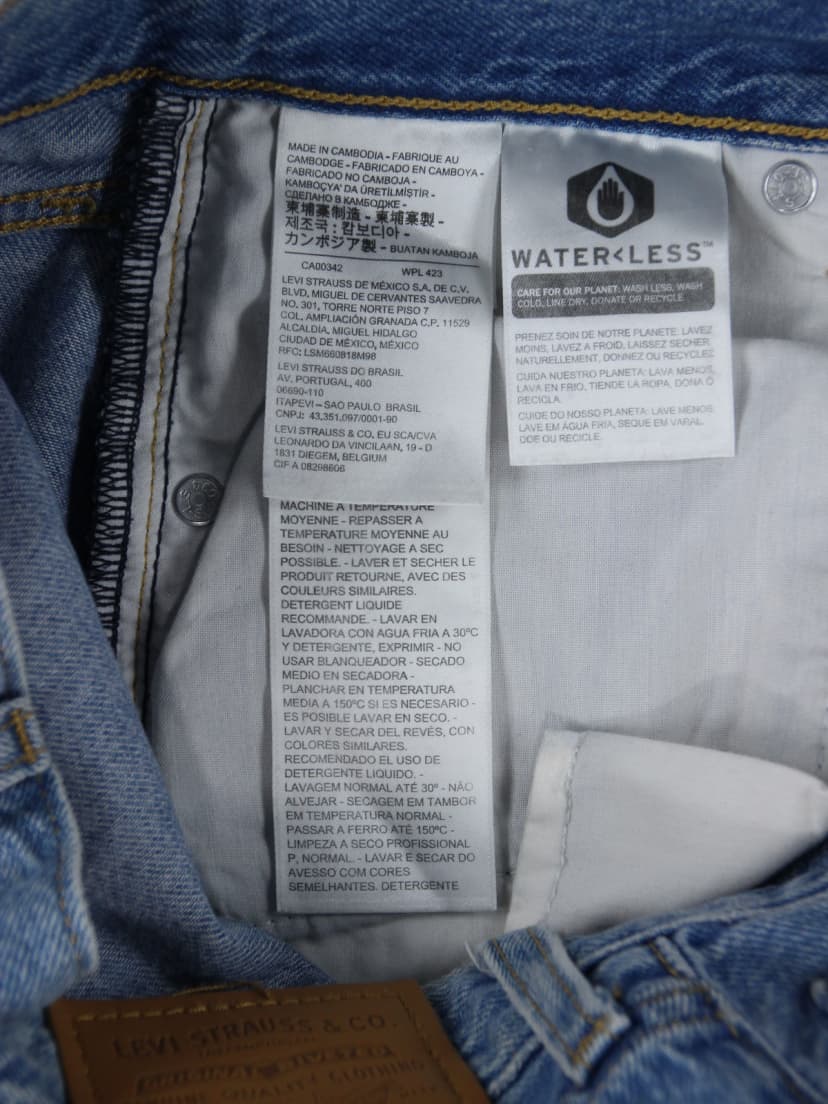 MADE IN CAMBODIA - FABRIQUE AU
CAMBODGE - FABRICADO EN CAMBOYA -
FABRICADO NO CAMBOJA -
KAMBOÇYA' DA ÜRETİLMİŞTİR -
СДЕЛАНО В КАМБОДЖЕ -
柬埔寨制造 - 柬埔寨製 -
제조국 : 캄보디아 -
カンボジア製 - BUATAN KAMBOJA
CA00342 WPL 423
LEVI STRAUSS DE MÉXICO S.A. DE C.V.
BLVD. MIGUEL DE CERVANTES SAAVEDRA
NO. 301, TORRE NORTE PISO 7
COL. AMPLIACIÓN GRANADA C.P. 11529
ALCALDIA, MIGUEL HIDALGO
CIUDAD DE MÉXICO, MÉXICO
RFC: LSM660818M98
LEVI STRAUSS DO BRASIL
AV. PORTUGAL, 400
06690-110
ITAPEVI – SAO PAULO BRASIL
CNPJ: 43,351.097/0001-90
LEVI STRAUSS & CO. EU SCA/CVA
LEONARDO DA VINCILAAN, 19 - D
1831 DIEGEM, BELGIUM
CIF A 08298606
MACHINE A TEMPERATURE
MOYENNE - REPASSER A
TEMPERATURE MOYENNE AU
BESOIN - NETTOYAGE A SEC
POSSIBLE. - LAVER ET SECHER LE
PRODUIT RETOURNE, AVEC DES
COULEURS SIMILAIRES.
DETERGENT LIQUIDE
RECOMMANDE. - LAVAR EN
LAVADORA CON AGUA FRIA A 30ºC
Y DETERGENTE, EXPRIMIR - NO
USAR BLANQUEADOR - SECADO
MEDIO EN SECADORA -
PLANCHAR EN TEMPERATURA
MEDIA A 150ºC SI ES NECESARIO -
ES POSIBLE LAVAR EN SECO. -
LAVAR Y SECAR DEL REVÉS, CON
COLORES SIMILARES.
RECOMENDADO EL USO DE
DETERGENTE LIQUIDO. -
LAVAGEM NORMAL ATÉ 30º - NÃO
ALVEJAR - SECAGEM EM TAMBOR
EM TEMPERATURA NORMAL -
PASSAR A FERRO ATÉ 150ºC -
LIMPEZA A SECO PROFISSIONAL
P, NORMAL. - LAVAR E SECAR DO
AVESSO COM CORES
SEMELHANTES. DETERGENTE
WATER<LESS™
CARE FOR OUR PLANET: WASH LESS, WASH
COLD, LINE DRY, DONATE OR RECYCLE.
PRENEZ SOIN DE NOTRE PLANETE: LAVEZ
MOINS, LAVEZ A FROID, LAISSEZ SECHER
NATURELLEMENT, DONNEZ OU RECYCLEZ
CUIDA NUESTRO PLANETA: LAVA MENOS,
LAVA EN FRIO, TIENDE LA ROPA, DONA O
RECICLA.
CUIDE DO NOSSO PLANETA: LAVE MENOS,
LAVE EM ÁGUA FRIA, SEQUE EM VARAL,
DOE OU RECICLE.
LEVI STRAUSS & CO.
QUALITY CLOTHING